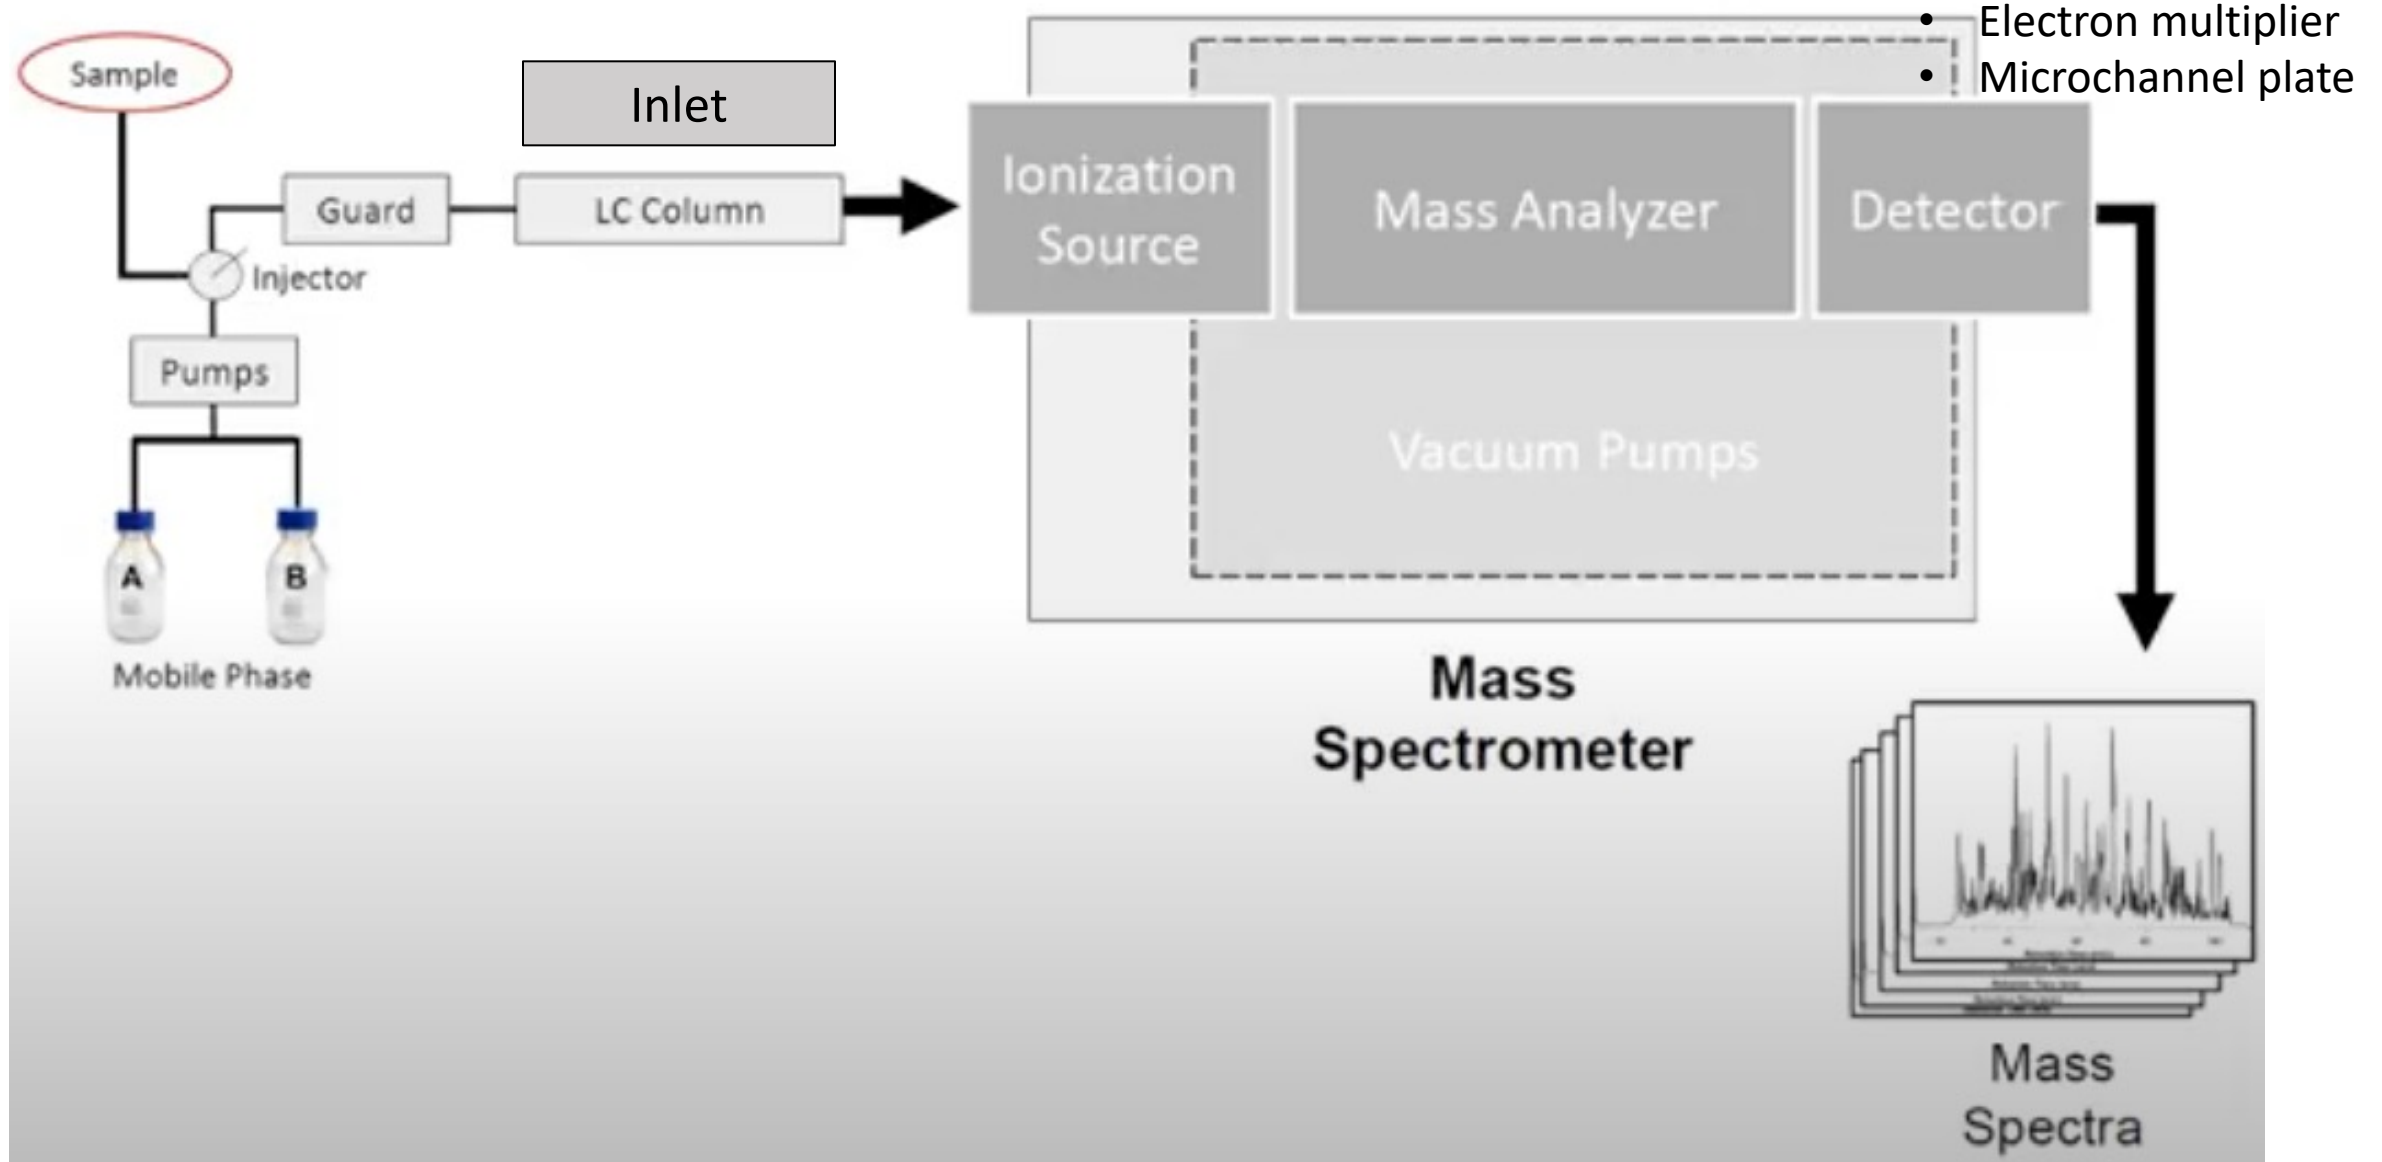 • Electron multiplier
• Microchannel plate
Sample
Inlet
Guard
LC Column
Ionization
Source
Mass Analyzer
Detector
Injector
Pumps
Vacuum Pumps
A
B
Mobile Phase
Mass
Spectrometer
Mass
Spectra